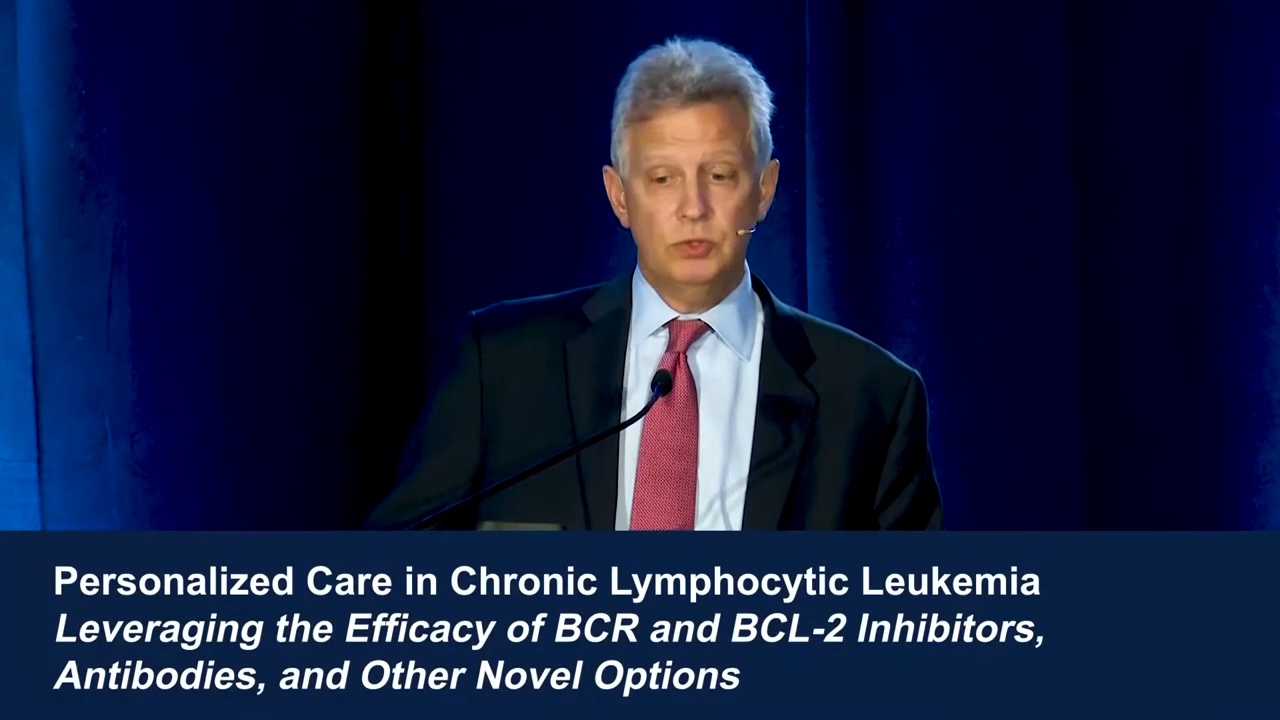 Personalized Care in Chronic Lymphocytic Leukemia
Leveraging the Efficacy of BCR and BCL-2 Inhibitors,
Antibodies, and Other Novel Options